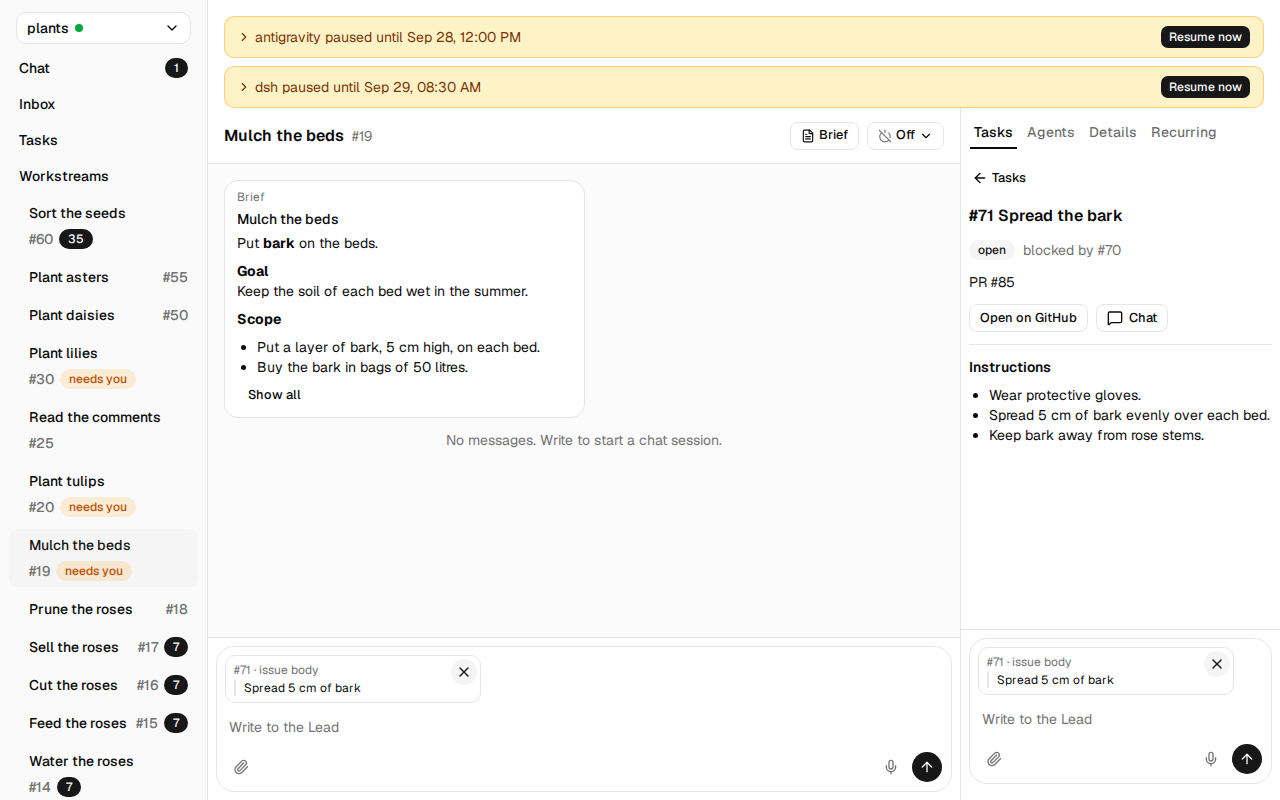 plants
Chat 1
Inbox
Tasks
Workstreams
Sort the seeds
#60 35
Plant asters #55
Plant daisies #50
Plant lilies
#30 needs you
Read the comments
#25
Plant tulips
#20 needs you
Mulch the beds
#19 needs you
Prune the roses #18
Sell the roses #17 7
Cut the roses #16 7
Feed the roses #15 7
Water the roses
#14 7
antigravity paused until Sep 28, 12:00 PM Resume now
dsh paused until Sep 29, 08:30 AM Resume now
Mulch the beds #19 Brief Off
Brief
Mulch the beds
Put bark on the beds.
Goal
Keep the soil of each bed wet in the summer.
Scope
• Put a layer of bark, 5 cm high, on each bed.
• Buy the bark in bags of 50 litres.
Show all
No messages. Write to start a chat session.
#71 · issue body
Spread 5 cm of bark
Write to the Lead
Tasks Agents Details Recurring
Tasks
#71 Spread the bark
open blocked by #70
PR #85
Open on GitHub Chat
Instructions
• Wear protective gloves.
• Spread 5 cm of bark evenly over each bed.
• Keep bark away from rose stems.
#71 · issue body
Spread 5 cm of bark
Write to the Lead